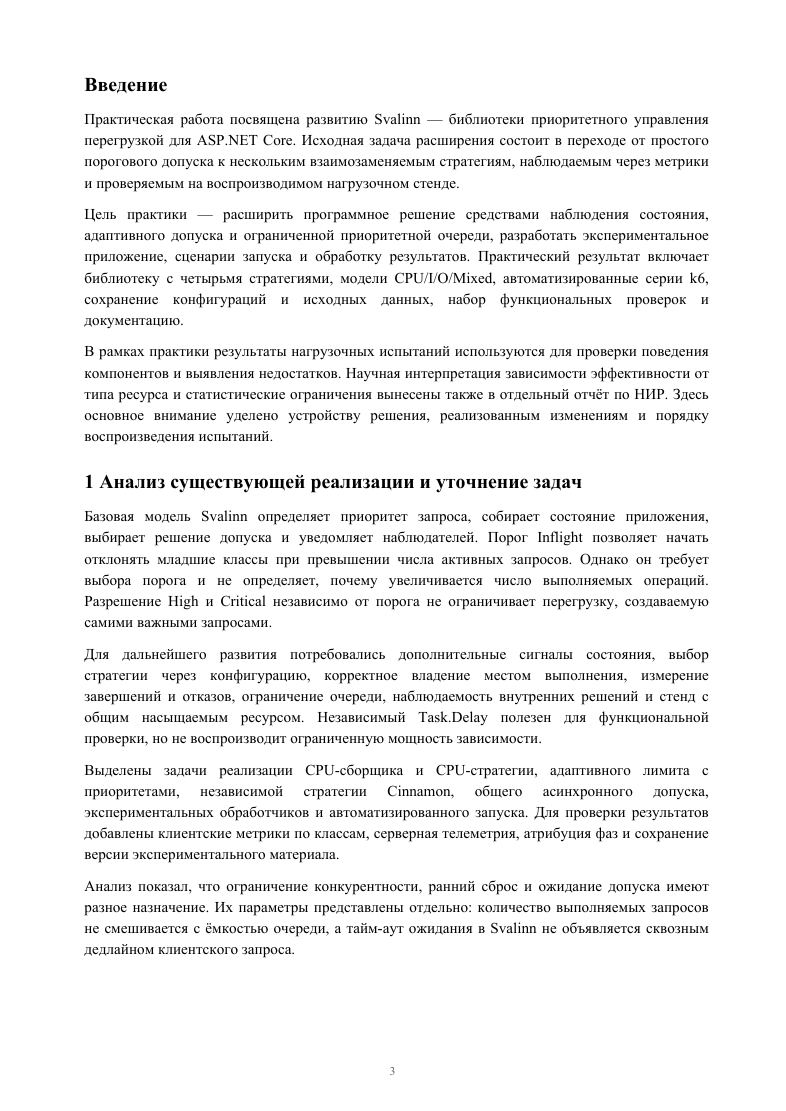 Введение
Практическая работа посвящена развитию Svalinn — библиотеки приоритетного управления
перегрузкой для ASP.NET Core. Исходная задача расширения состоит в переходе от простого
порогового допуска к нескольким взаимозаменяемым стратегиям, наблюдаемым через метрики
и проверяемым на воспроизводимом нагрузочном стенде.
Цель практики — расширить программное решение средствами наблюдения состояния,
адаптивного допуска и ограниченной приоритетной очереди, разработать экспериментальное
приложение, сценарии запуска и обработку результатов. Практический результат включает
библиотеку с четырьмя стратегиями, модели CPU/I/O/Mixed, автоматизированные серии k6,
сохранение конфигураций и исходных данных, набор функциональных проверок и
документацию.
В рамках практики результаты нагрузочных испытаний используются для проверки поведения
компонентов и выявления недостатков. Научная интерпретация зависимости эффективности от
типа ресурса и статистические ограничения вынесены также в отдельный отчёт по НИР. Здесь
основное внимание уделено устройству решения, реализованным изменениям и порядку
воспроизведения испытаний.
1 Анализ существующей реализации и уточнение задач
Базовая модель Svalinn определяет приоритет запроса, собирает состояние приложения,
выбирает решение допуска и уведомляет наблюдателей. Порог Inflight позволяет начать
отклонять младшие классы при превышении числа активных запросов. Однако он требует
выбора порога и не определяет, почему увеличивается число выполняемых операций.
Разрешение High и Critical независимо от порога не ограничивает перегрузку, создаваемую
самими важными запросами.
Для дальнейшего развития потребовались дополнительные сигналы состояния, выбор
стратегии через конфигурацию, корректное владение местом выполнения, измерение
завершений и отказов, ограничение очереди, наблюдаемость внутренних решений и стенд с
общим насыщаемым ресурсом. Независимый Task.Delay полезен для функциональной
проверки, но не воспроизводит ограниченную мощность зависимости.
Выделены задачи реализации CPU-сборщика и CPU-стратегии, адаптивного лимита с
приоритетами, независимой стратегии Cinnamon, общего асинхронного допуска,
экспериментальных обработчиков и автоматизированного запуска. Для проверки результатов
добавлены клиентские метрики по классам, серверная телеметрия, атрибуция фаз и сохранение
версии экспериментального материала.
Анализ показал, что ограничение конкурентности, ранний сброс и ожидание допуска имеют
разное назначение. Их параметры представлены отдельно: количество выполняемых запросов
не смешивается с ёмкостью очереди, а тайм-аут ожидания в Svalinn не объявляется сквозным
дедлайном клиентского запроса.
3